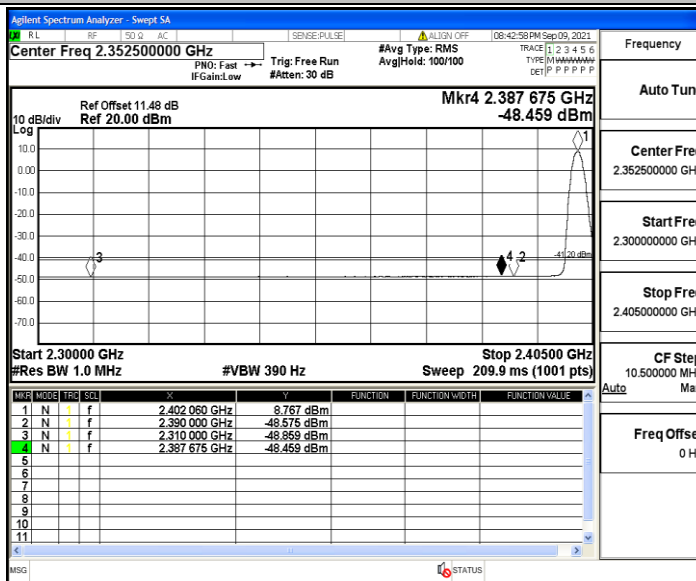 Agilent Spectrum Analyzer - Swept SA
RL RF 50 Ω AC SENSE:PULSE ALIGN OFF 08:42:58 PM Sep 09, 2021
Center Freq 2.352500000 GHz
PNO: Fast
IFGain:Low
Trig: Free Run
#Atten: 30 dB
#Avg Type: RMS
Avg|Hold: 100/100
TRACE 1 2 3 4 5 6
TYPE M WWWWW
DET P P P P P P
Ref Offset 11.48 dB
10 dB/div Ref 20.00 dBm
Log
Mkr4 2.387 675 GHz
-48.459 dBm
10.0
0.00
-10.0
-20.0
-30.0
-40.0
-50.0
-60.0
-70.0
1
3
4 2
-41.20 dBm
Start 2.30000 GHz Stop 2.40500 GHz
#Res BW 1.0 MHz #VBW 390 Hz Sweep 209.9 ms (1001 pts)
MKR MODE TRC SCL X Y FUNCTION FUNCTION WIDTH FUNCTION VALUE
1 N 1 f 2.402 060 GHz 8.767 dBm
2 N 1 f 2.390 000 GHz -48.575 dBm
3 N 1 f 2.310 000 GHz -48.859 dBm
4 N 1 f 2.387 675 GHz -48.459 dBm
5
6
7
8
9
10
11
MSG STATUS
Frequency
Auto Tun
Center Fre
2.352500000 GH
Start Fre
2.300000000 GH
Stop Fre
2.405000000 GH
CF Step
10.500000 MH
Auto Ma
Freq Offse
0 H